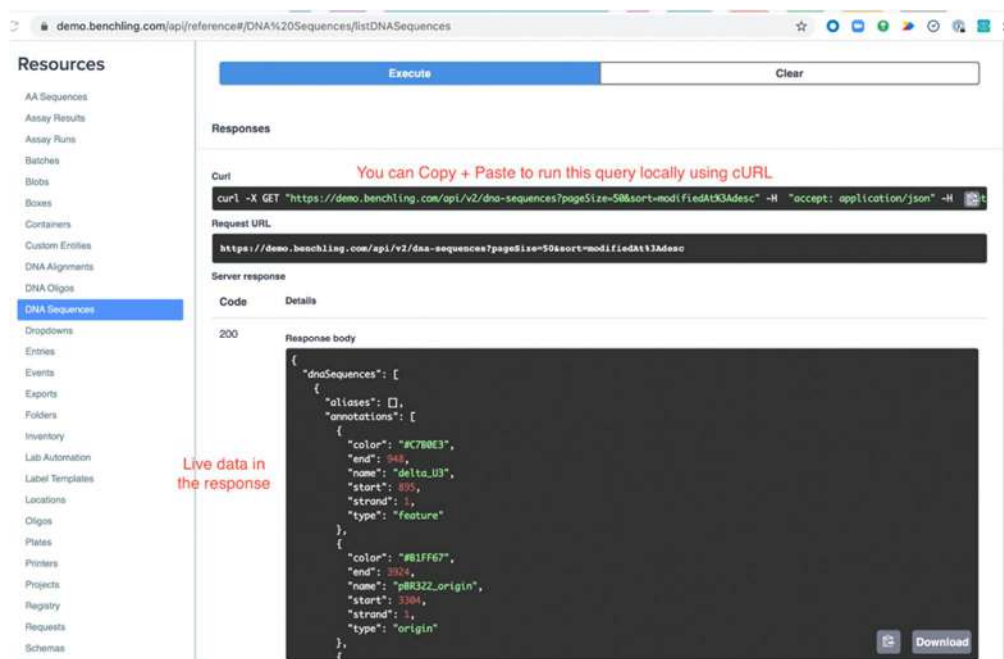 demo.benchling.com/api/reference#/DNA%20Sequences/listDNASequences
Resources
AA Sequences
Assay Results
Assay Runs
Batches
Blobs
Boxes
Containers
Custom Entities
DNA Alignments
DNA Oligos
DNA Sequences
Dropdowns
Entries
Events
Exports
Folders
Inventory
Lab Automation
Label Templates
Locations
Oligos
Plates
Printers
Projects
Registry
Requests
Schemas
Execute
Clear
Responses
Curl
You can Copy + Paste to run this query locally using cURL
curl -X GET "https://demo.benchling.com/api/v2/dna-sequences?pageSize=50&sort=modifiedAt%3Adesc" -H "accept: application/json" -H
Request URL
https://demo.benchling.com/api/v2/dna-sequences?pageSize=50&sort=modifiedAt%3Adesc
Server response
Code Details
200
Response body
Live data in
the response
{
"dnaSequences": [
{
"aliases": [],
"annotations": [
{
"color": "#C7B0E3",
"end": 948,
"name": "delta_U3",
"start": 895,
"strand": 1,
"type": "feature"
},
{
"color": "#B1FF67",
"end": 3924,
"name": "pBR322_origin",
"start": 3304,
"strand": 1,
"type": "origin"
},
{
Download